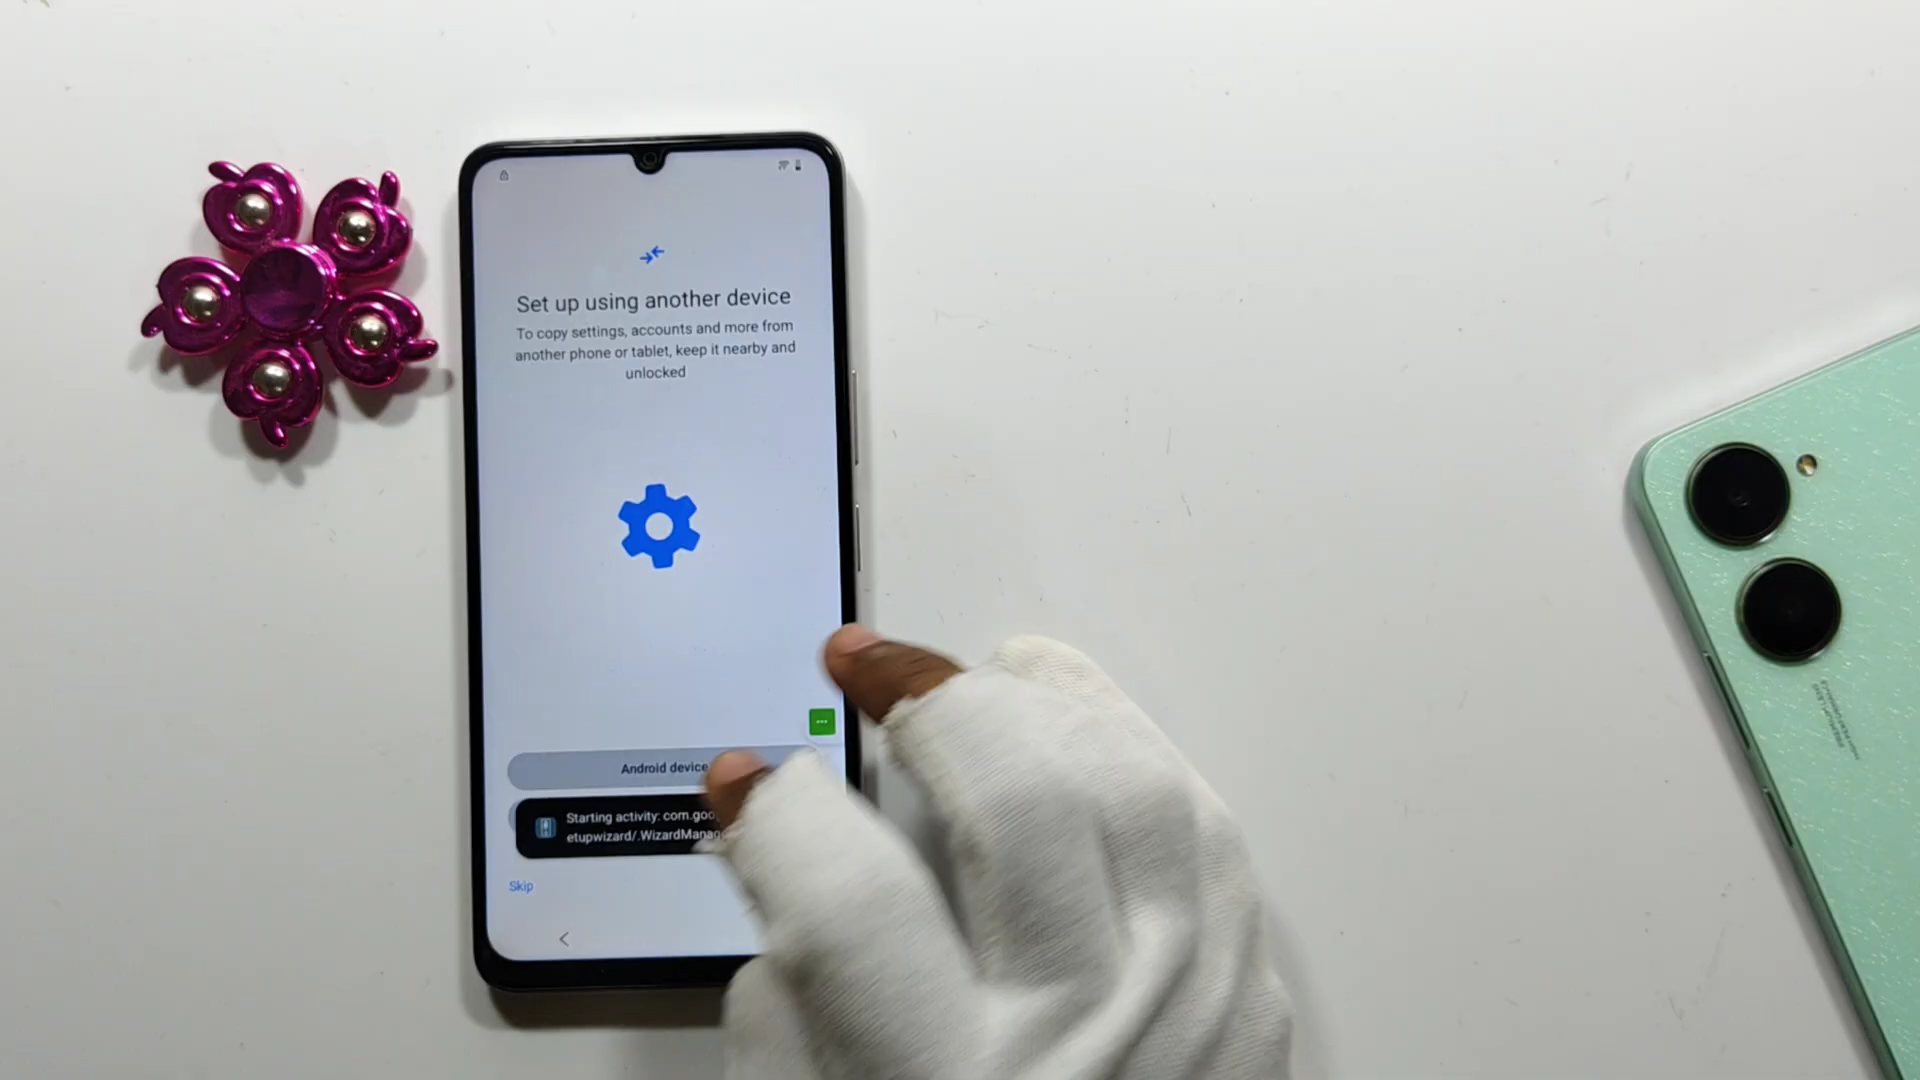 Set up using another device
To copy settings, accounts and more from
another phone or tablet, keep it nearby and
unlocked
Android device
Starting activity: com.goo
etupwizard/.WizardManag
Skip